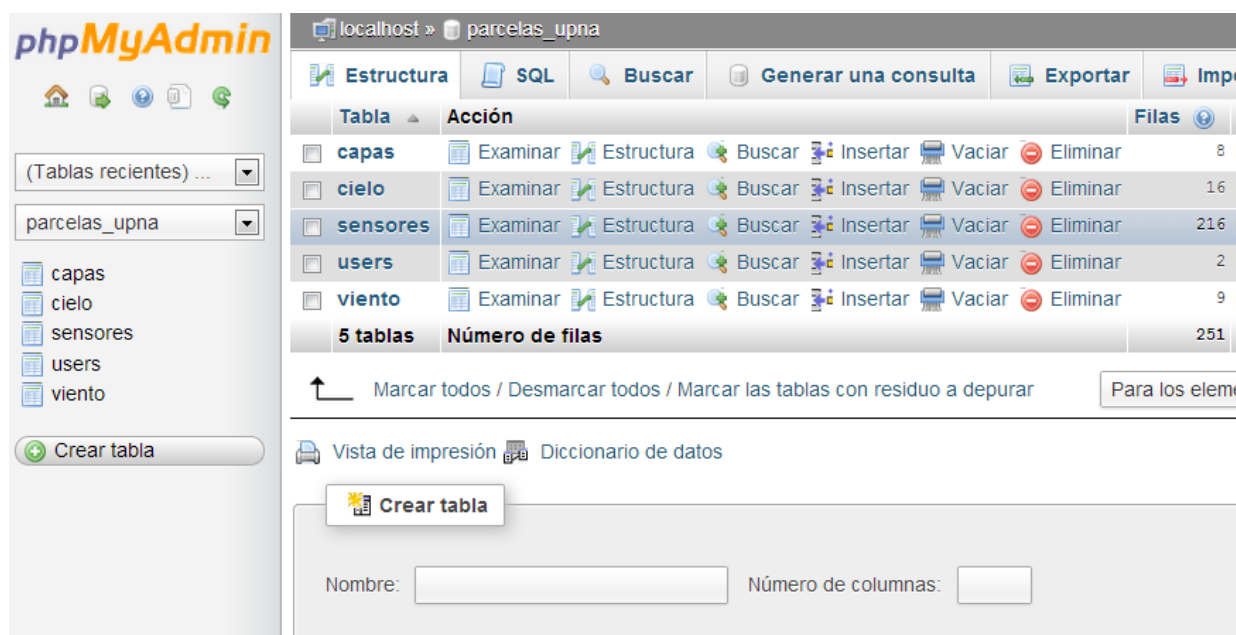 phpMyAdmin
(Tablas recientes) ...
parcelas_upna
capas
cielo
sensores
users
viento
Crear tabla
localhost » parcelas_upna
Estructura SQL Buscar Generar una consulta Exportar Impo
Tabla Acción Filas
capas Examinar Estructura Buscar Insertar Vaciar Eliminar 8
cielo Examinar Estructura Buscar Insertar Vaciar Eliminar 16
sensores Examinar Estructura Buscar Insertar Vaciar Eliminar 216
users Examinar Estructura Buscar Insertar Vaciar Eliminar 2
viento Examinar Estructura Buscar Insertar Vaciar Eliminar 9
5 tablas Número de filas 251
Marcar todos / Desmarcar todos / Marcar las tablas con residuo a depurar Para los eleme
Vista de impresión Diccionario de datos
Crear tabla
Nombre: Número de columnas: